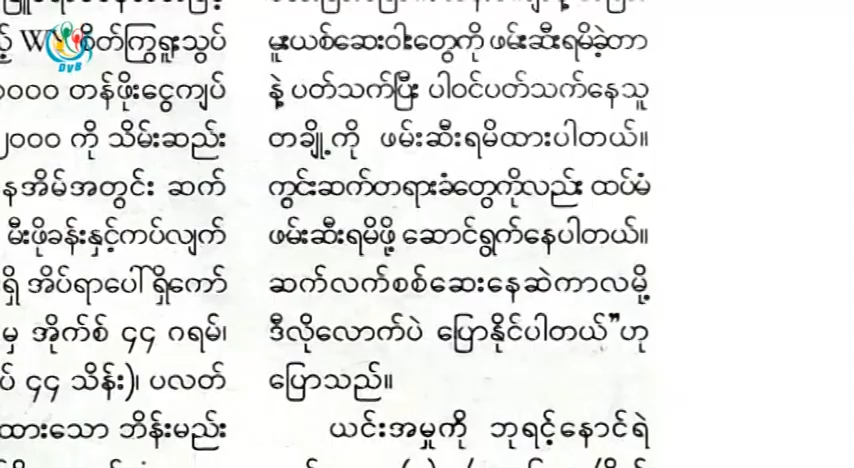 စိတ်ကြွရူးသွပ်
၀၀၀၀ တန်ဖိုးငွေကျပ်
၂၀၀၀ ကို သိမ်းဆည်း
နေအိမ်အတွင်း ဆက်
မီးဖိုခန်းနှင့်ကပ်လျက်
ရှိ အိပ်ရာပေါ်ရှိကော်
မှ အိုက်စ် ၄၄ ဂရမ်၊
၄၄ သိန်း)၊ ပလတ်
ထားသော ဘိန်းမည်း
မူးယစ်ဆေးဝါးတွေကို ဖမ်းဆီးရမိခဲ့တာ
နဲ့ ပတ်သက်ပြီး ပါဝင်ပတ်သက်နေသူ
တချို့ကို ဖမ်းဆီးရမိထားပါတယ်။
ကွင်းဆက်တရားခံတွေကိုလည်း ထပ်မံ
ဖမ်းဆီးရမိဖို့ ဆောင်ရွက်နေပါတယ်။
ဆက်လက်စစ်ဆေးနေဆဲကာလမို့
ဒီလိုလောက်ပဲ ပြောနိုင်ပါတယ်”ဟု
ပြောသည်။
ယင်းအမှုကို ဘုရင့်နောင်ရဲ
DVB